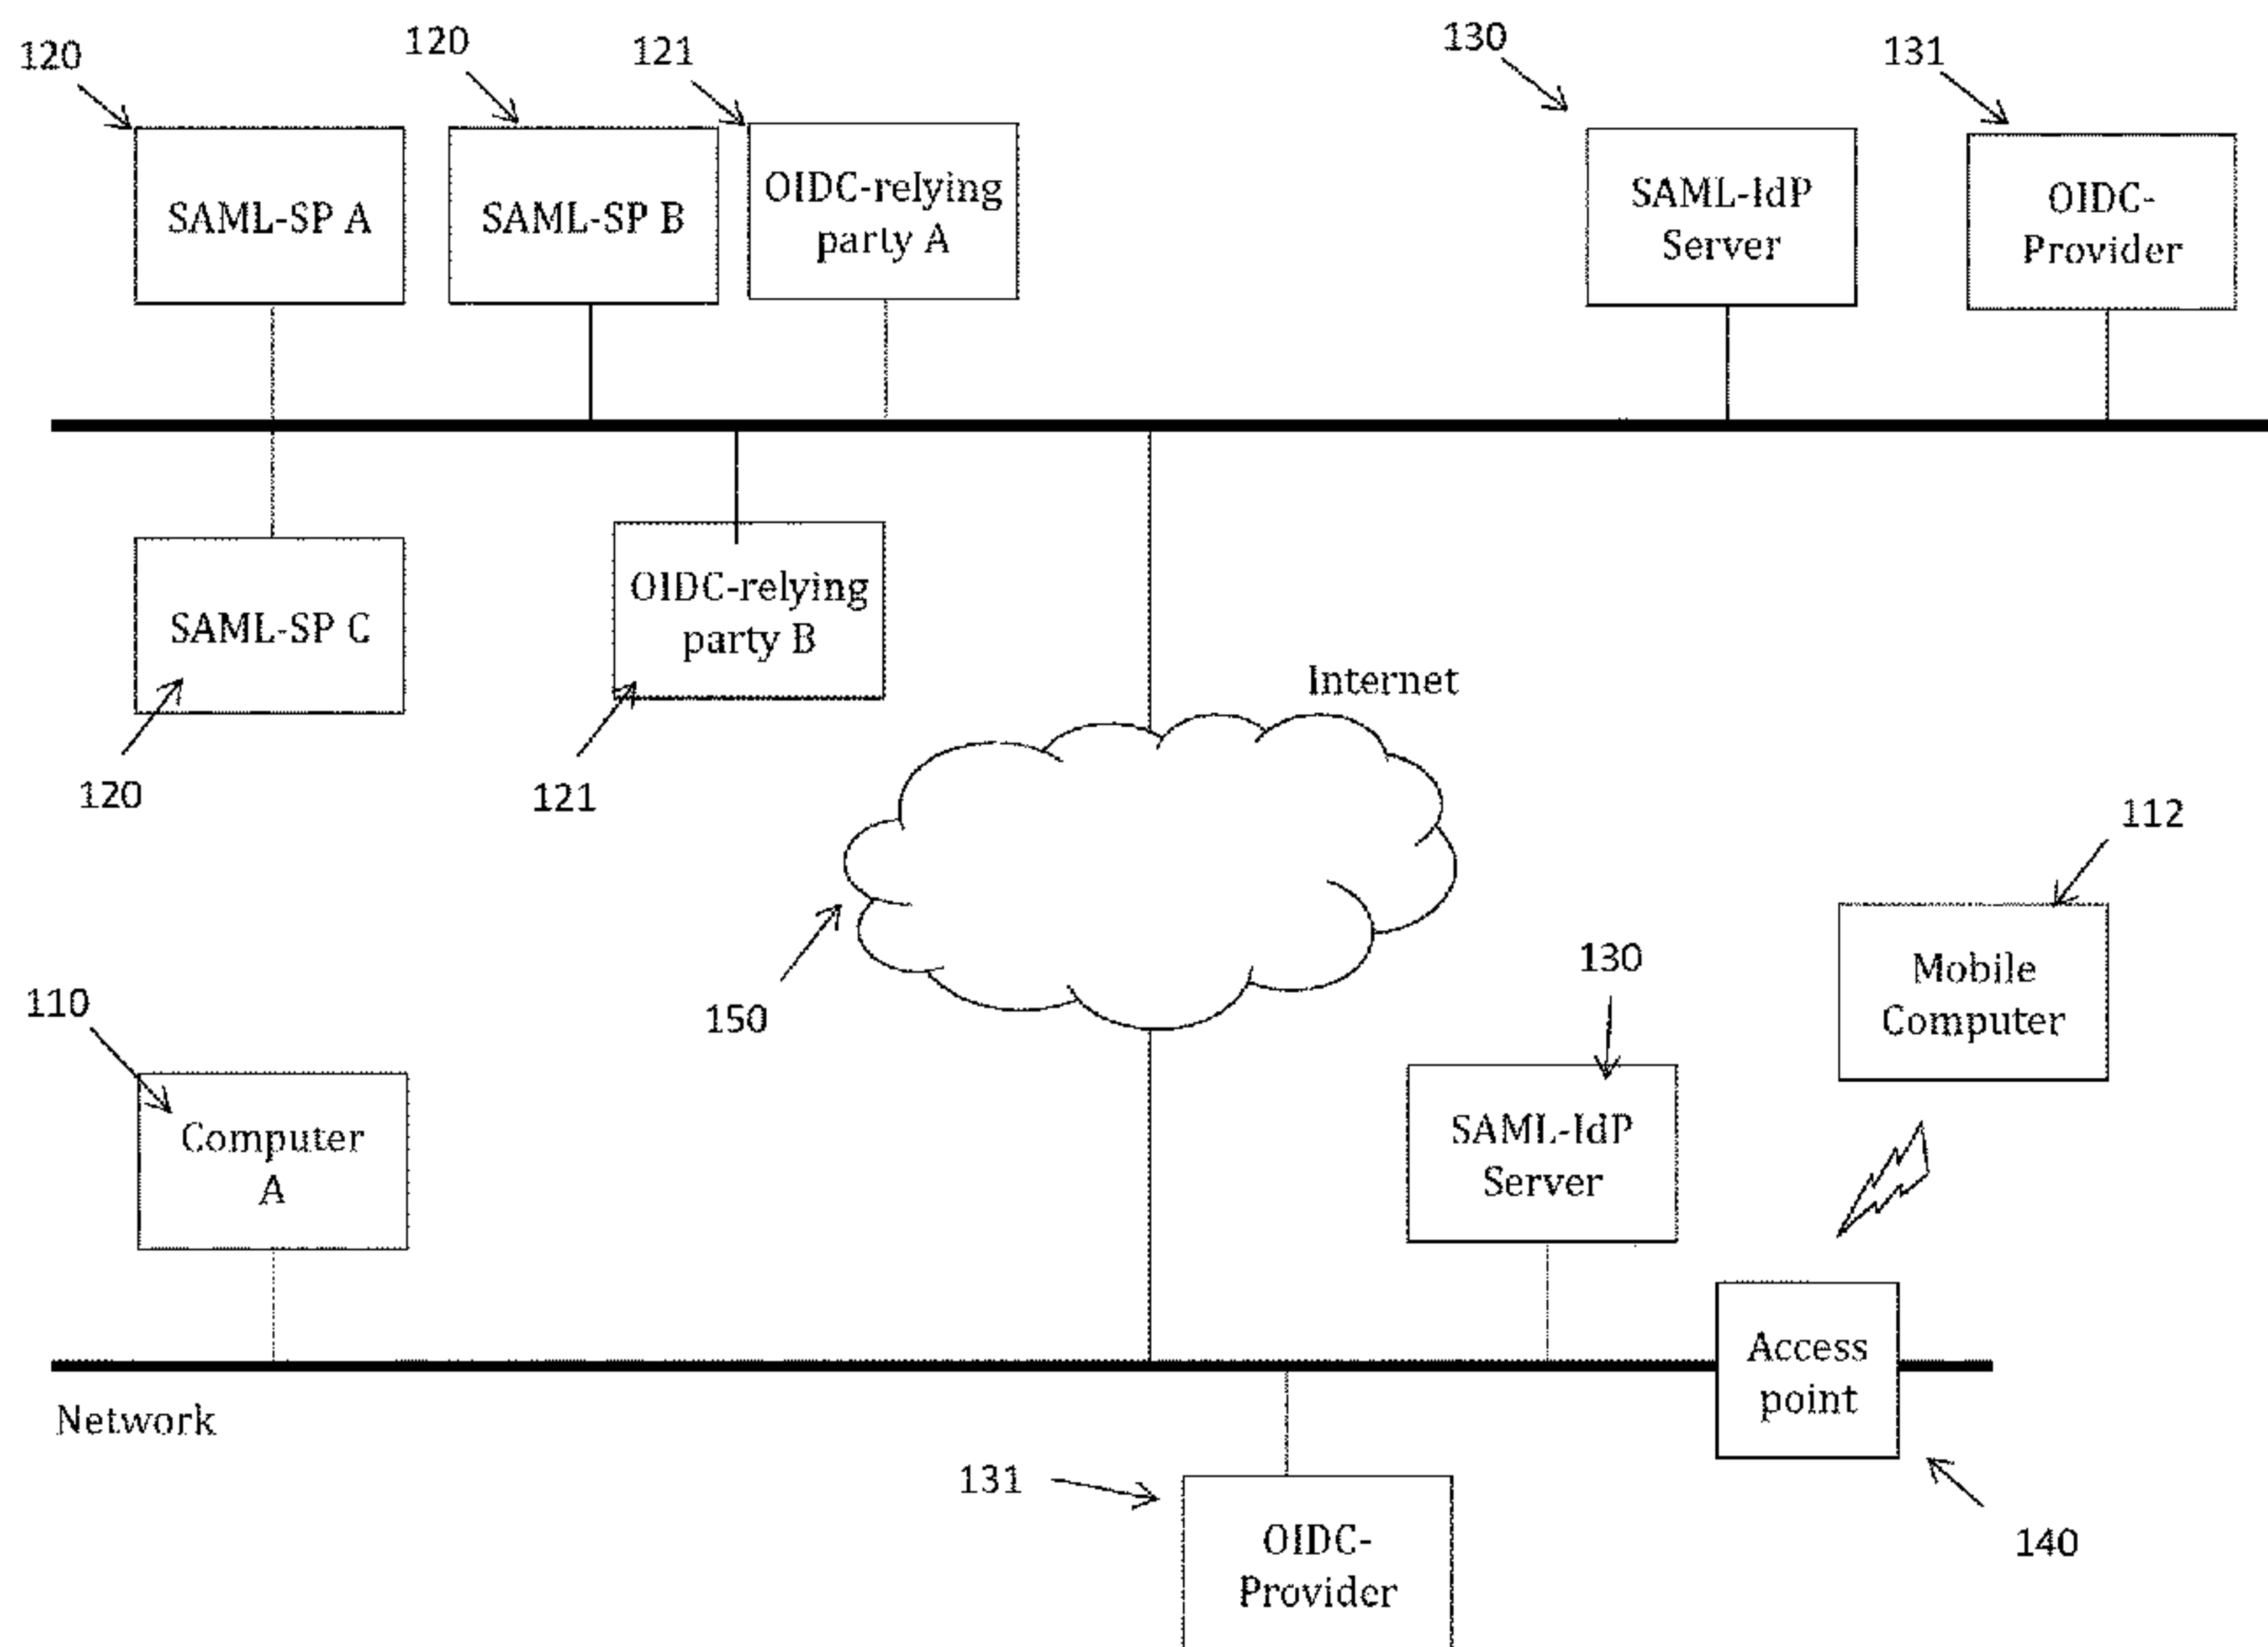 120
120
121
130
131
SAML-SP A
SAML-SP B
OIDC-relying
party A
SAML-IdP
Server
OIDC-
Provider
SAML-SP C
OIDC-relying
party B
120
121
Internet
150
112
Mobile
Computer
110
Computer
A
130
SAML-IdP
Server
Access
point
140
Network
131
OIDC-
Provider